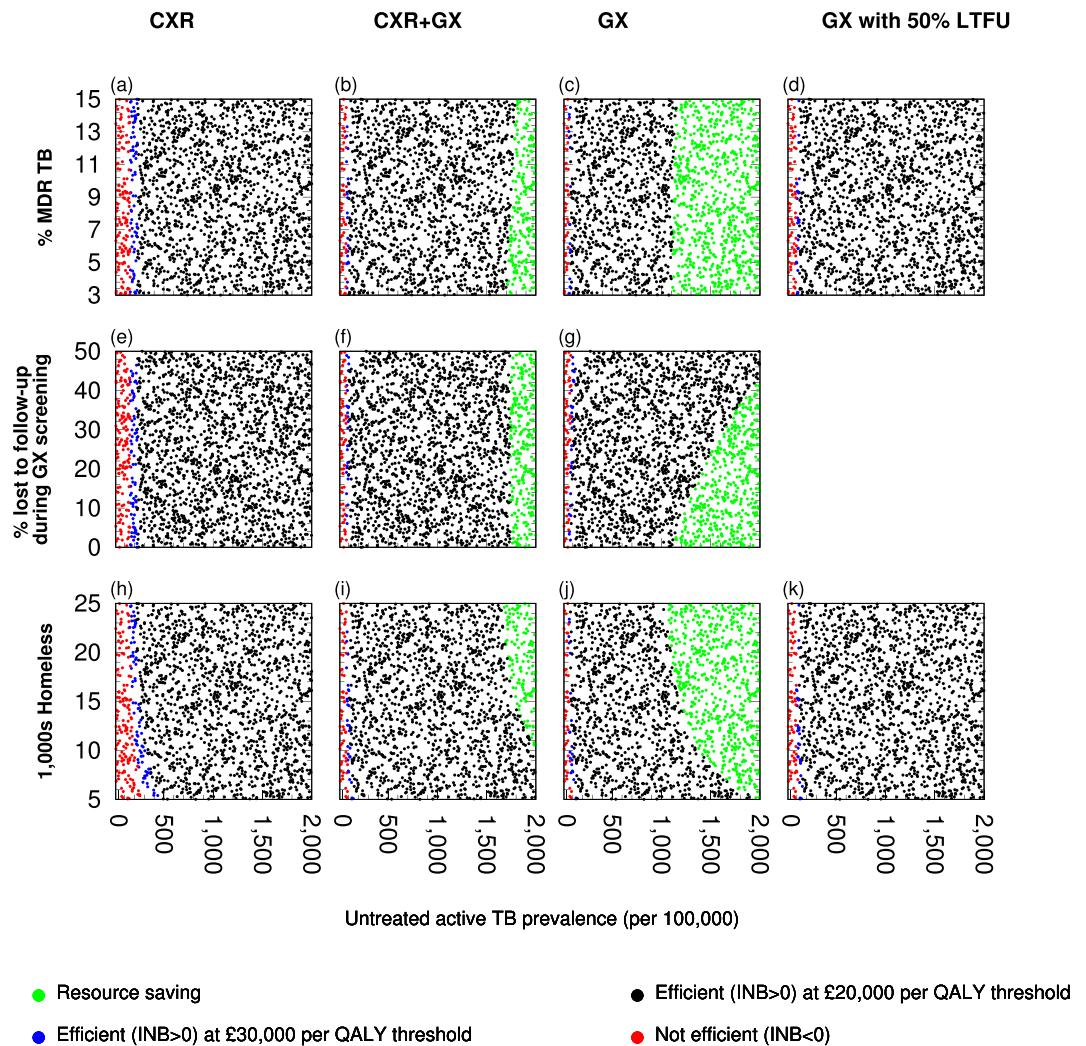 CXR CXR+GX GX GX with 50% LTFU
(a) (b) (c) (d)
% MDR TB
15
13
11
9
7
5
3
(e) (f) (g)
% lost to follow-up
during GX screening
50
40
30
20
10
0
(h) (i) (j) (k)
1,000s Homeless
25
20
15
10
5
0 500 1,000 1,500 2,000 0 500 1,000 1,500 2,000 0 500 1,000 1,500 2,000 0 500 1,000 1,500 2,000
Untreated active TB prevalence (per 100,000)
Resource saving
Efficient (INB>0) at £20,000 per QALY threshold
Efficient (INB>0) at £30,000 per QALY threshold
Not efficient (INB<0)